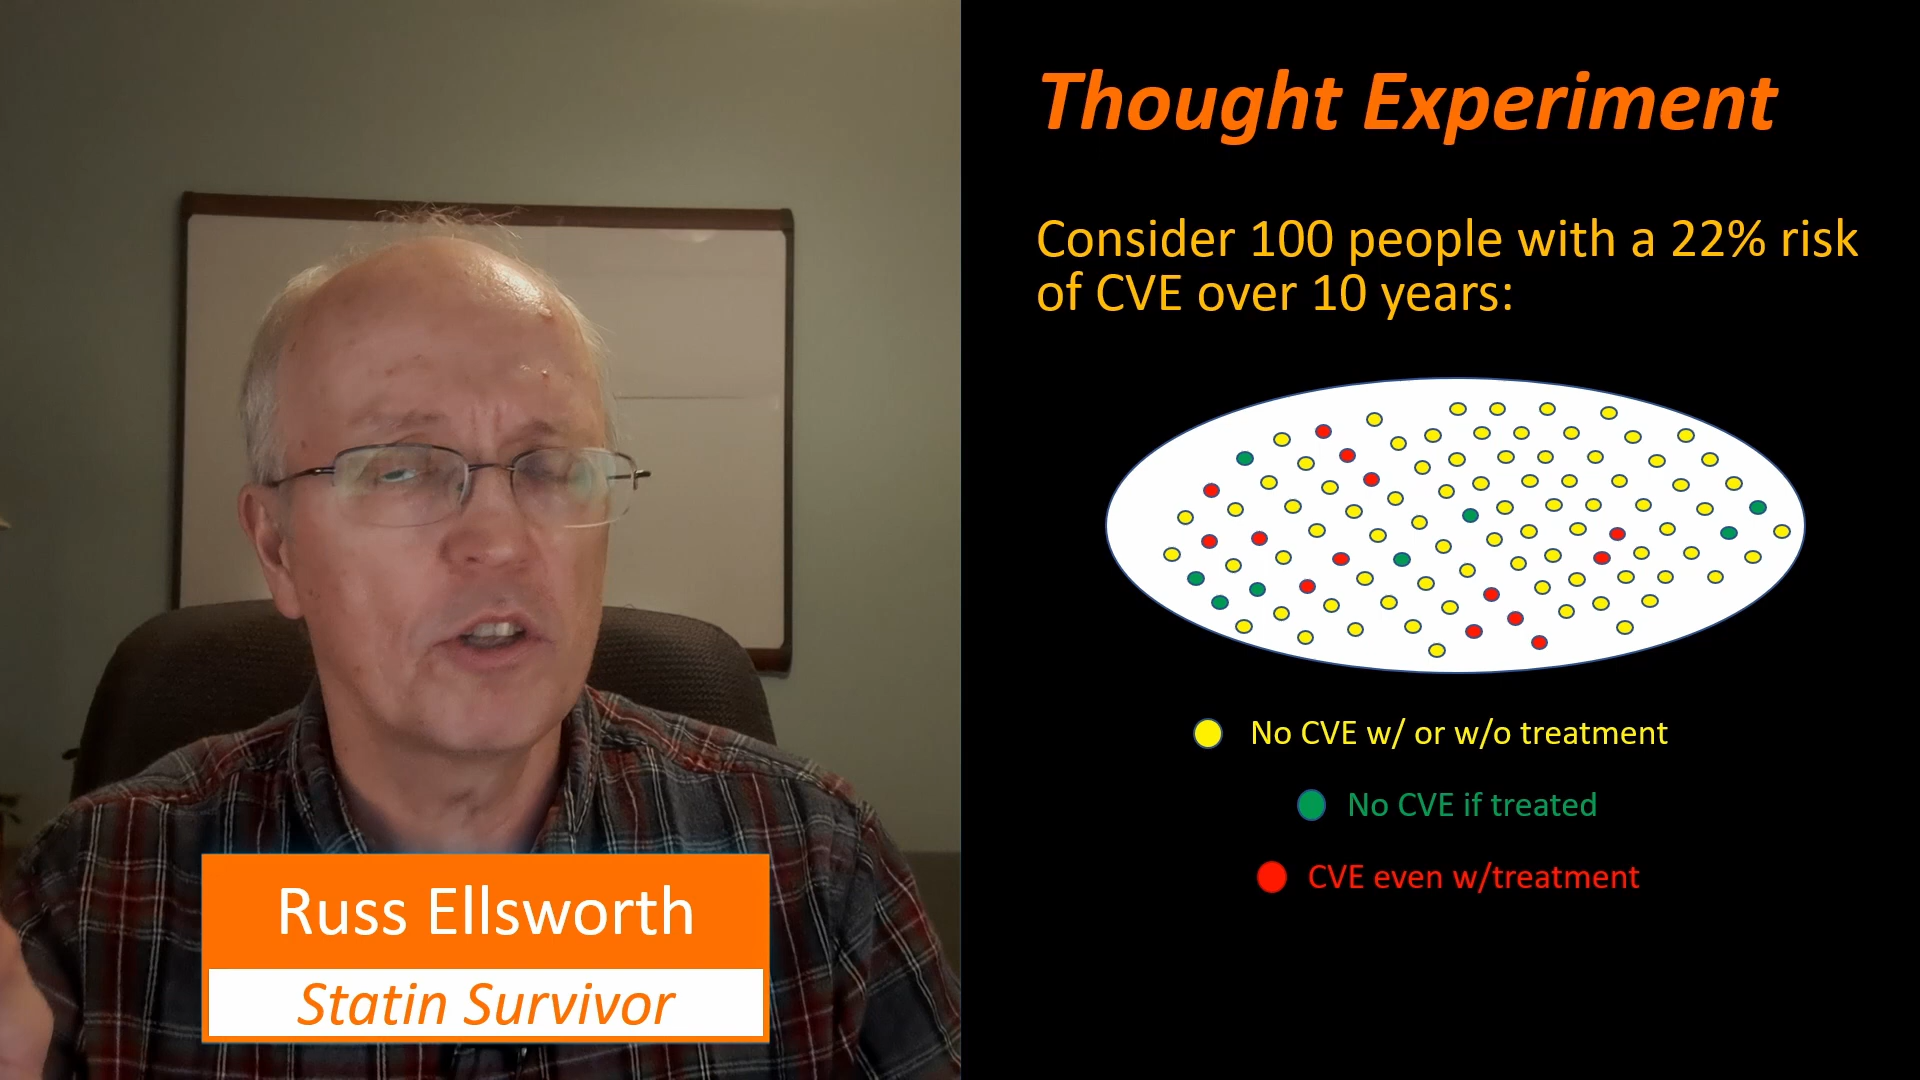 Thought Experiment
Consider 100 people with a 22% risk
of CVE over 10 years:
No CVE w/ or w/o treatment
No CVE if treated
CVE even w/treatment
Russ Ellsworth
Statin Survivor